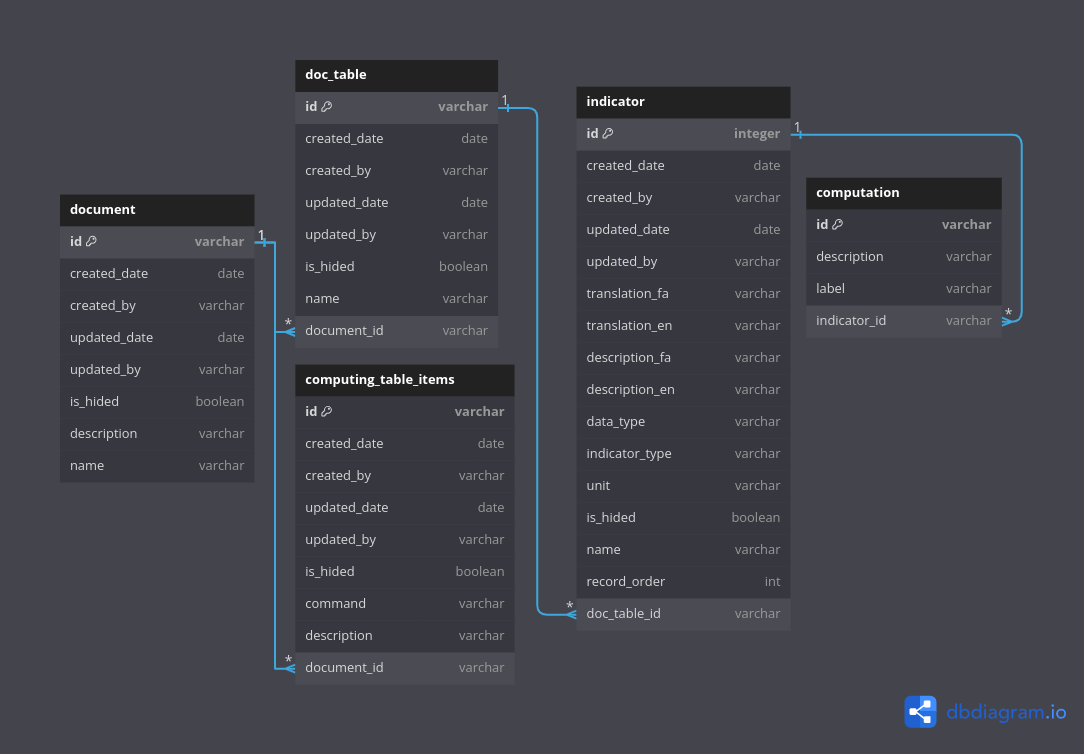 document
id varchar
created_date date
created_by varchar
updated_date date
updated_by varchar
is_hided boolean
description varchar
name varchar
1
doc_table
id varchar
created_date date
created_by varchar
updated_date date
updated_by varchar
is_hided boolean
name varchar
* document_id varchar
1
computing_table_items
id varchar
created_date date
created_by varchar
updated_date date
updated_by varchar
is_hided boolean
command varchar
description varchar
* document_id varchar
indicator
id integer
created_date date
created_by varchar
updated_date date
updated_by varchar
translation_fa varchar
translation_en varchar
description_fa varchar
description_en varchar
data_type varchar
indicator_type varchar
unit varchar
is_hided boolean
name varchar
record_order int
* doc_table_id varchar
1
computation
id varchar
description varchar
label varchar
indicator_id varchar *
dbdiagram.io